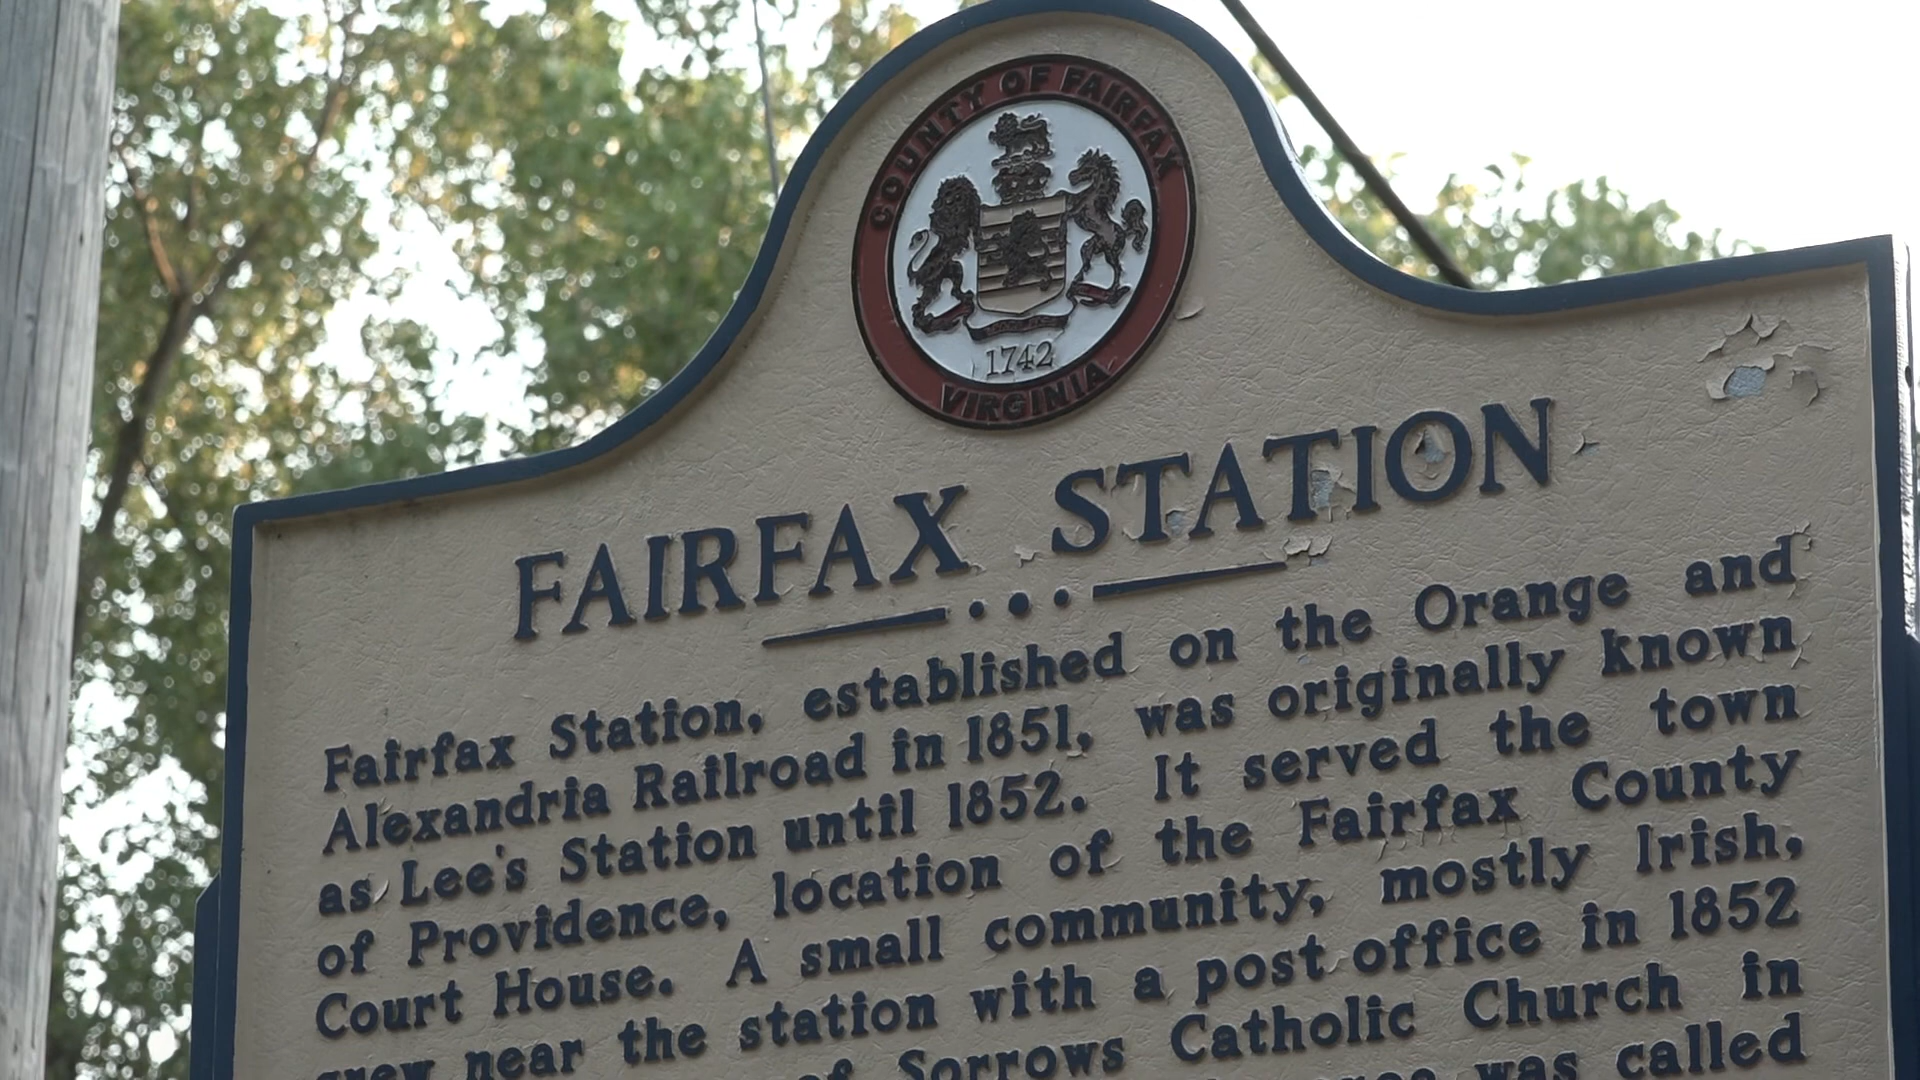 COUNTY OF FAIRFAX
1742
VIRGINIA
FAIRFAX STATION
Fairfax Station, established on the Orange and
Alexandria Railroad in 1851, was originally known
as Lee's Station until 1852. It served the town
of Providence, location of the Fairfax County
Court House. A small community, mostly Irish,
grew near the station with a post office in 1852
of Sorrows Catholic Church in
was called